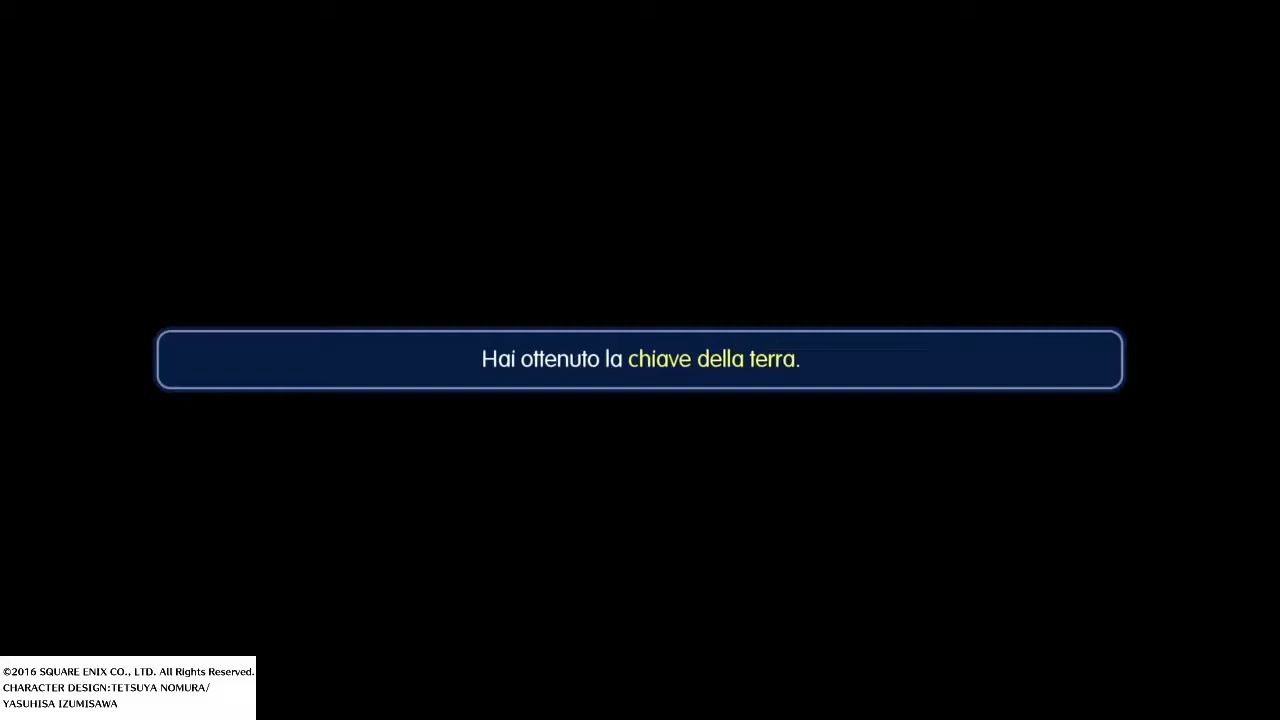 Hai ottenuto la chiave della terra.
©2016 SQUARE ENIX CO., LTD. All Rights Reserved.
CHARACTER DESIGN:TETSUYA NOMURA/
YASUHISA IZUMISAWA